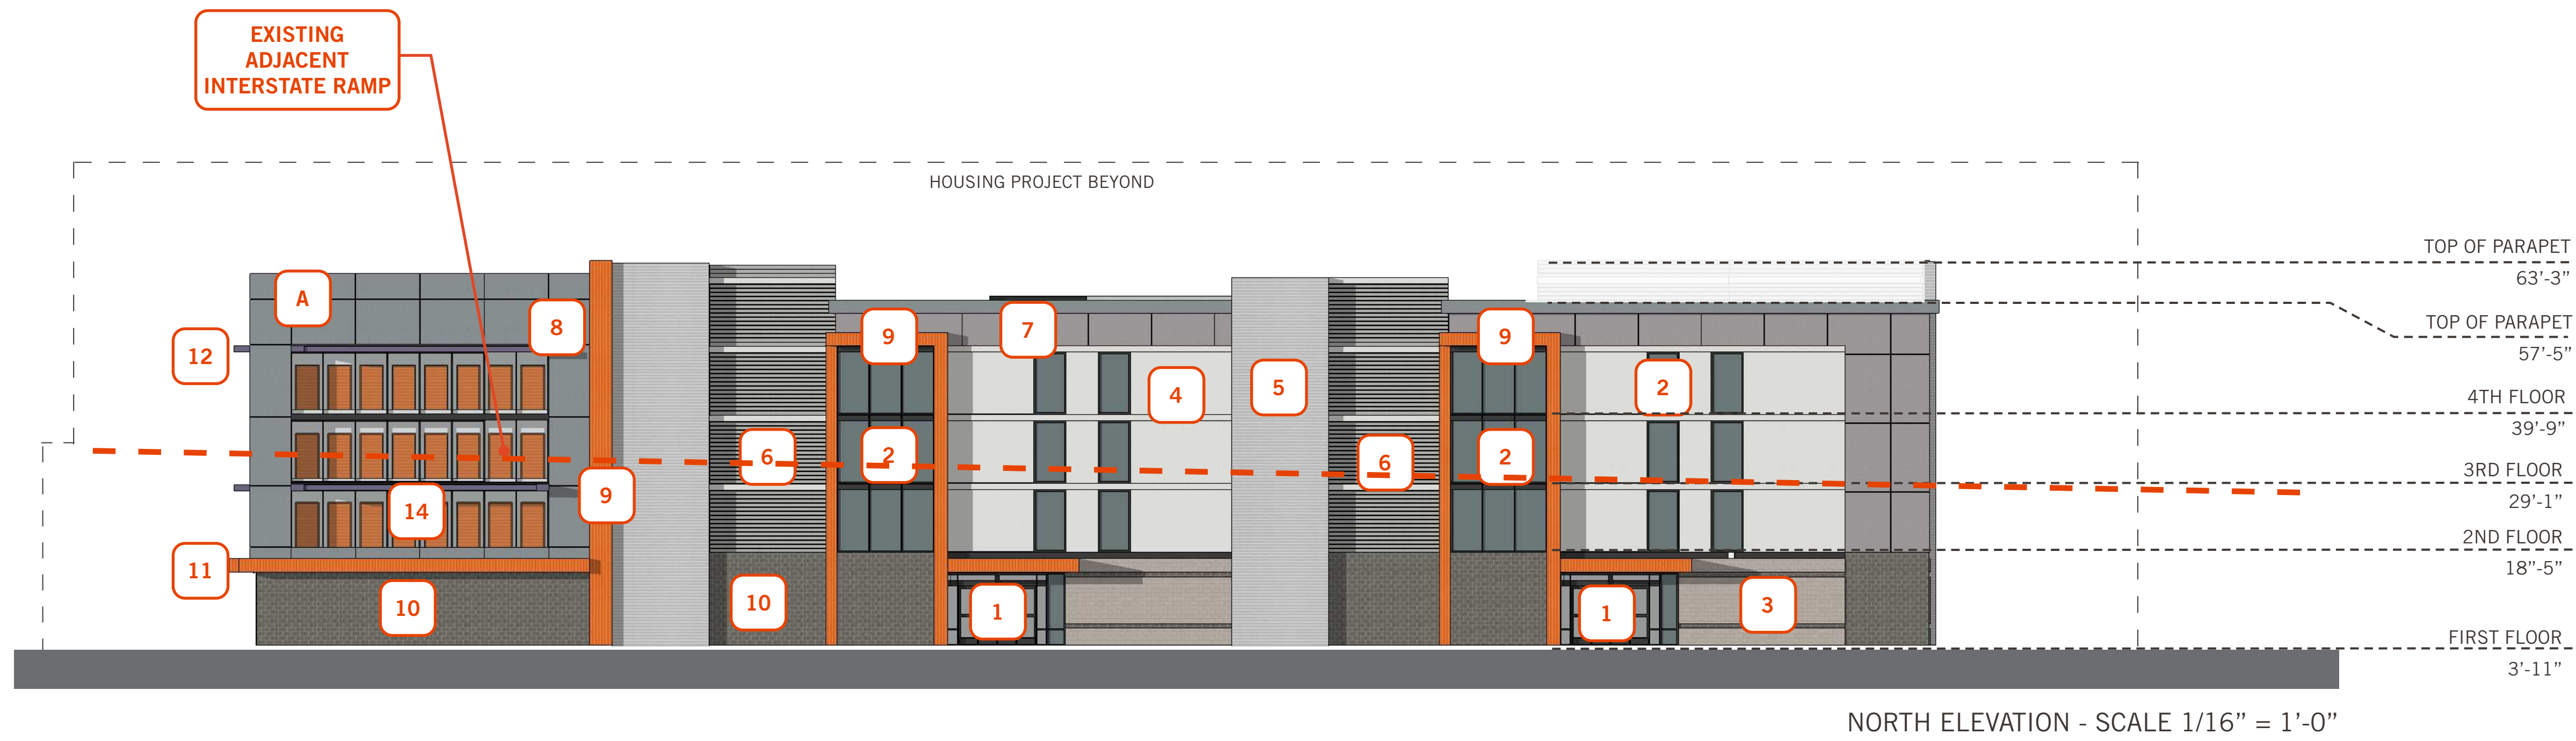 EXISTING
ADJACENT
INTERSTATE RAMP
HOUSING PROJECT BEYOND
TOP OF PARAPET
63’-3”
A
8
12
9
7
9
TOP OF PARAPET
57’-5”
4
5
2
4TH FLOOR
39’-9”
6
2
6
2
3RD FLOOR
29’-1”
9
14
2ND FLOOR
18”-5”
11
10
10
1
1
3
FIRST FLOOR
3’-11”
NORTH ELEVATION - SCALE 1/16” = 1’-0”